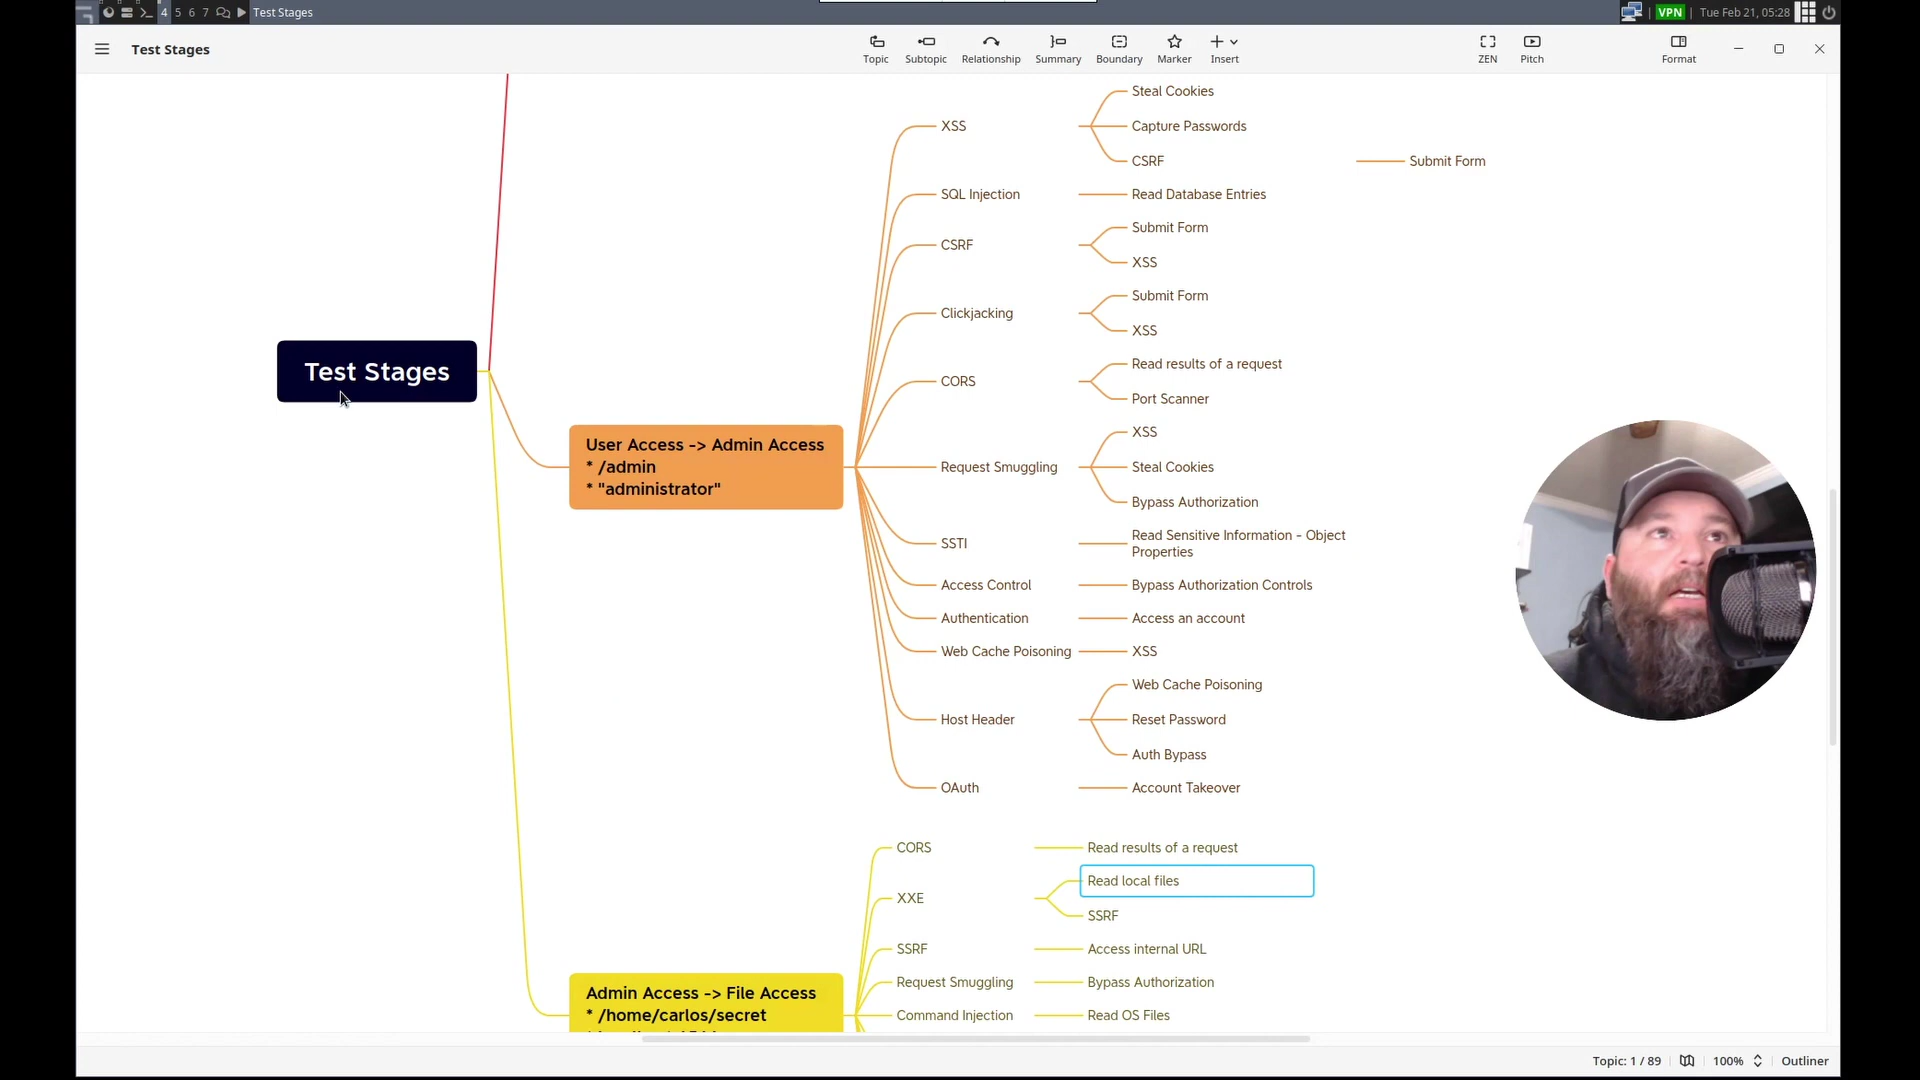 4 5 6 7 Test Stages
VPN Tue Feb 21, 05:28
Test Stages
Topic Subtopic Relationship Summary Boundary Marker Insert
ZEN Pitch Format
Test Stages
User Access -> Admin Access
* /admin
* "administrator"
XSS
Steal Cookies
Capture Passwords
CSRF
Submit Form
SQL Injection
Read Database Entries
CSRF
Submit Form
XSS
Clickjacking
Submit Form
XSS
CORS
Read results of a request
Port Scanner
Request Smuggling
XSS
Steal Cookies
Bypass Authorization
SSTI
Read Sensitive Information - Object
Properties
Access Control
Bypass Authorization Controls
Authentication
Access an account
Web Cache Poisoning
XSS
Host Header
Web Cache Poisoning
Reset Password
Auth Bypass
OAuth
Account Takeover
Admin Access -> File Access
* /home/carlos/secret
CORS
Read results of a request
XXE
Read local files
SSRF
SSRF
Access internal URL
Request Smuggling
Bypass Authorization
Command Injection
Read OS Files
Topic: 1 / 89
100%
Outliner